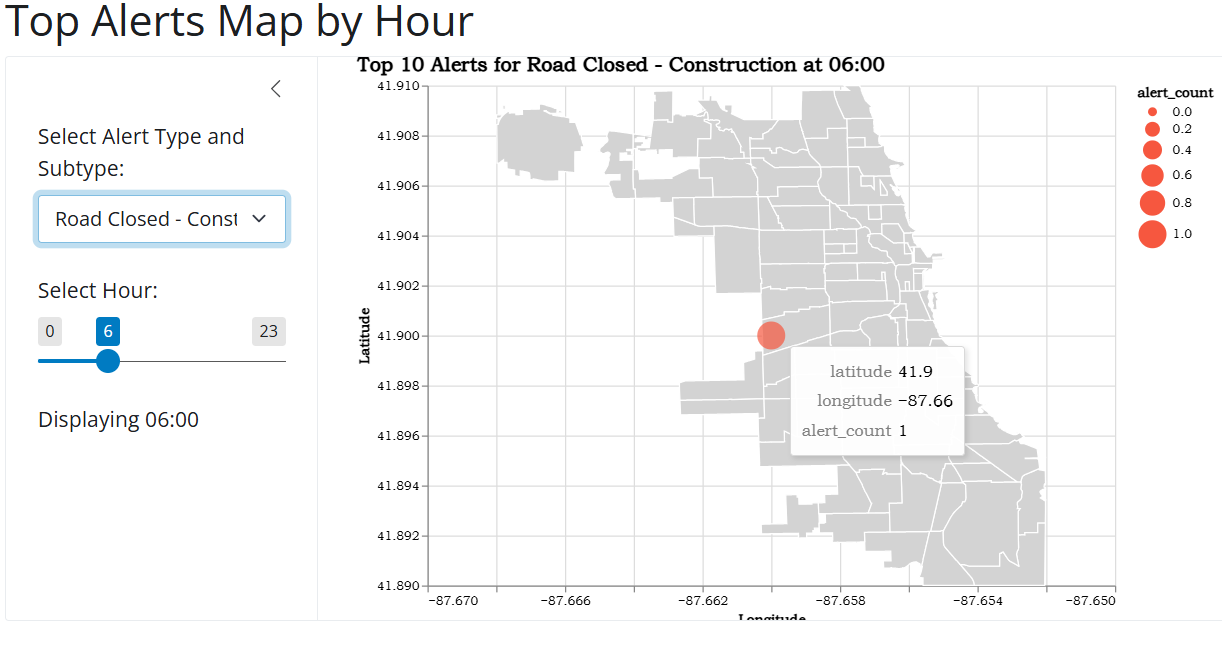 Top Alerts Map by Hour
Select Alert Type and
Subtype:
Road Closed - Const
Select Hour:
0
6
23
Displaying 06:00
Top 10 Alerts for Road Closed - Construction at 06:00
41.910
41.908
41.906
41.904
41.902
41.900
41.898
41.896
41.894
41.892
41.890
Latitude
−87.670
−87.666
−87.662
−87.658
−87.654
−87.650
Longitude
latitude 41.9
longitude −87.66
alert_count 1
alert_count
0.0
0.2
0.4
0.6
0.8
1.0